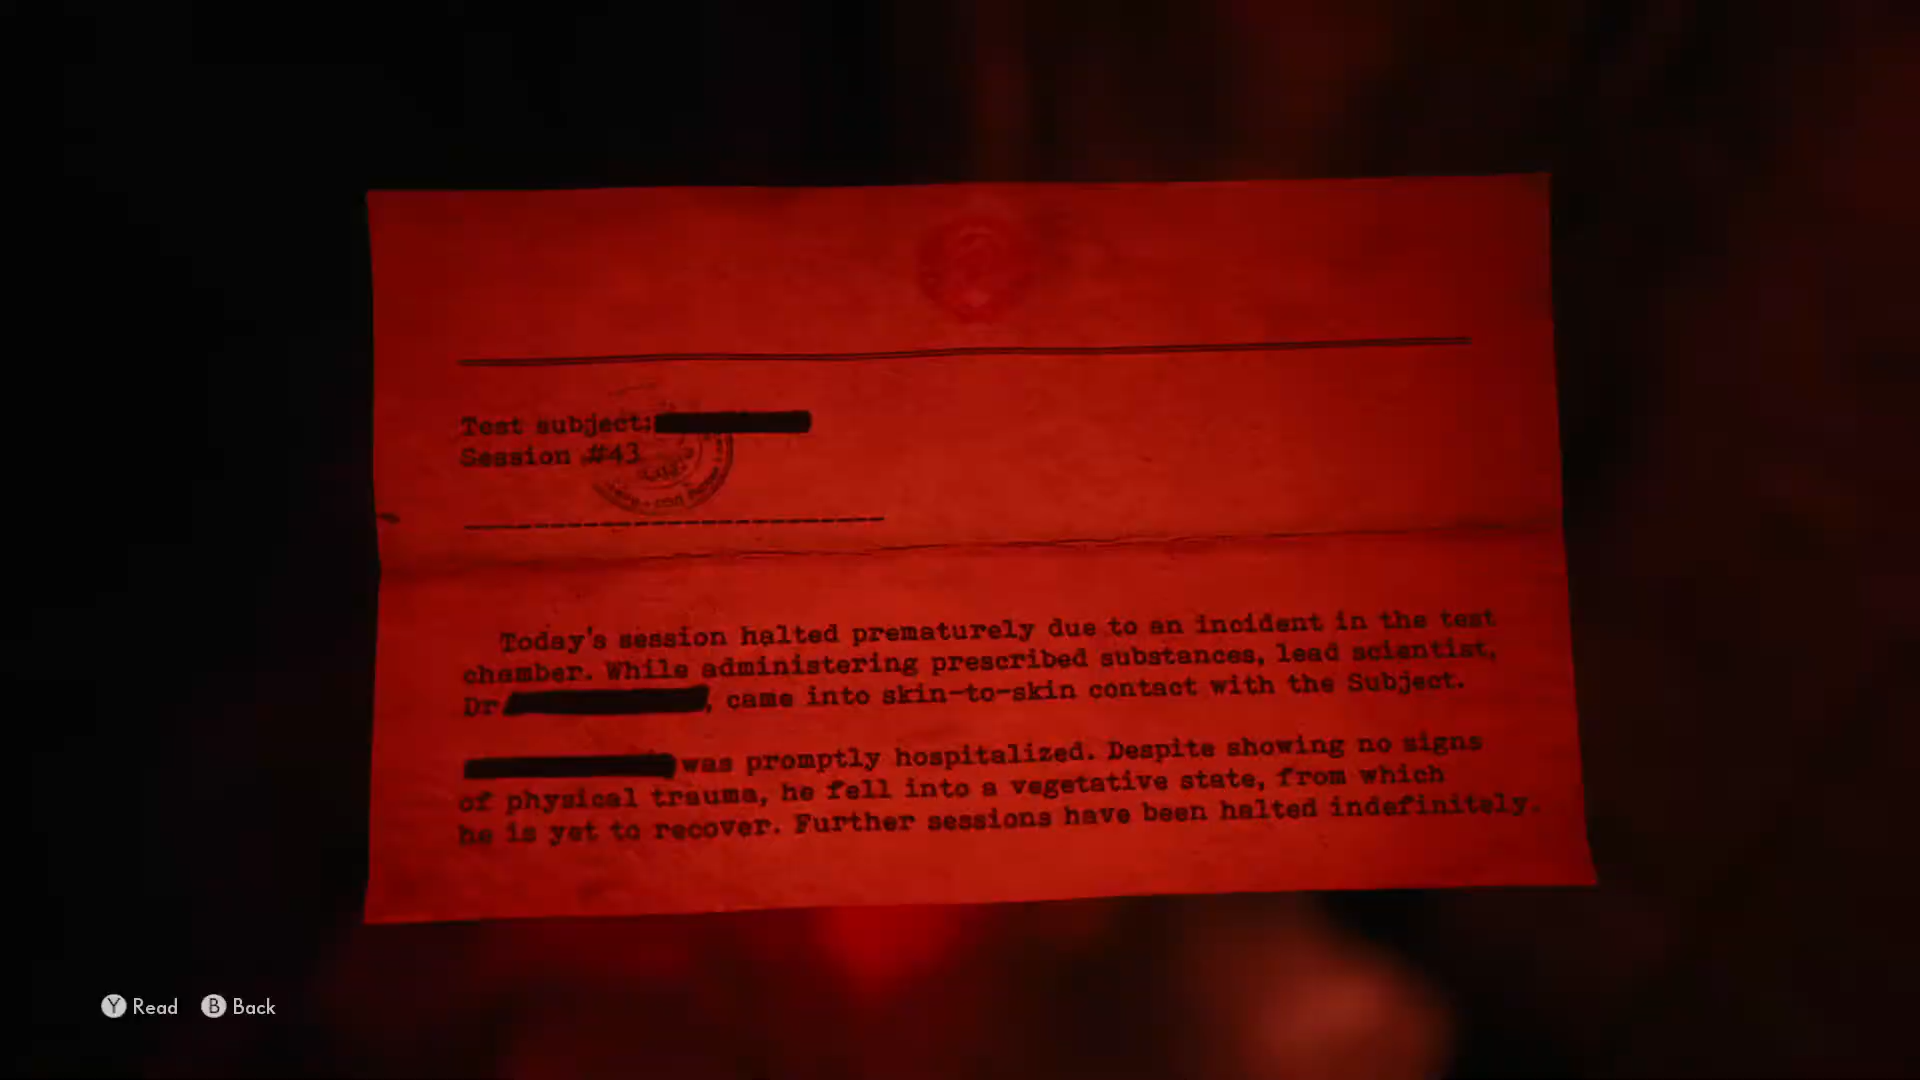 Test subject:
Session #43
Today's session halted prematurely due to an incident in the test
chamber. While administering prescribed substances, lead scientist,
Dr , came into skin-to-skin contact with the Subject.
was promptly hospitalized. Despite showing no signs
of physical trauma, he fell into a vegetative state, from which
he is yet to recover. Further sessions have been halted indefinitely.
Y Read B Back